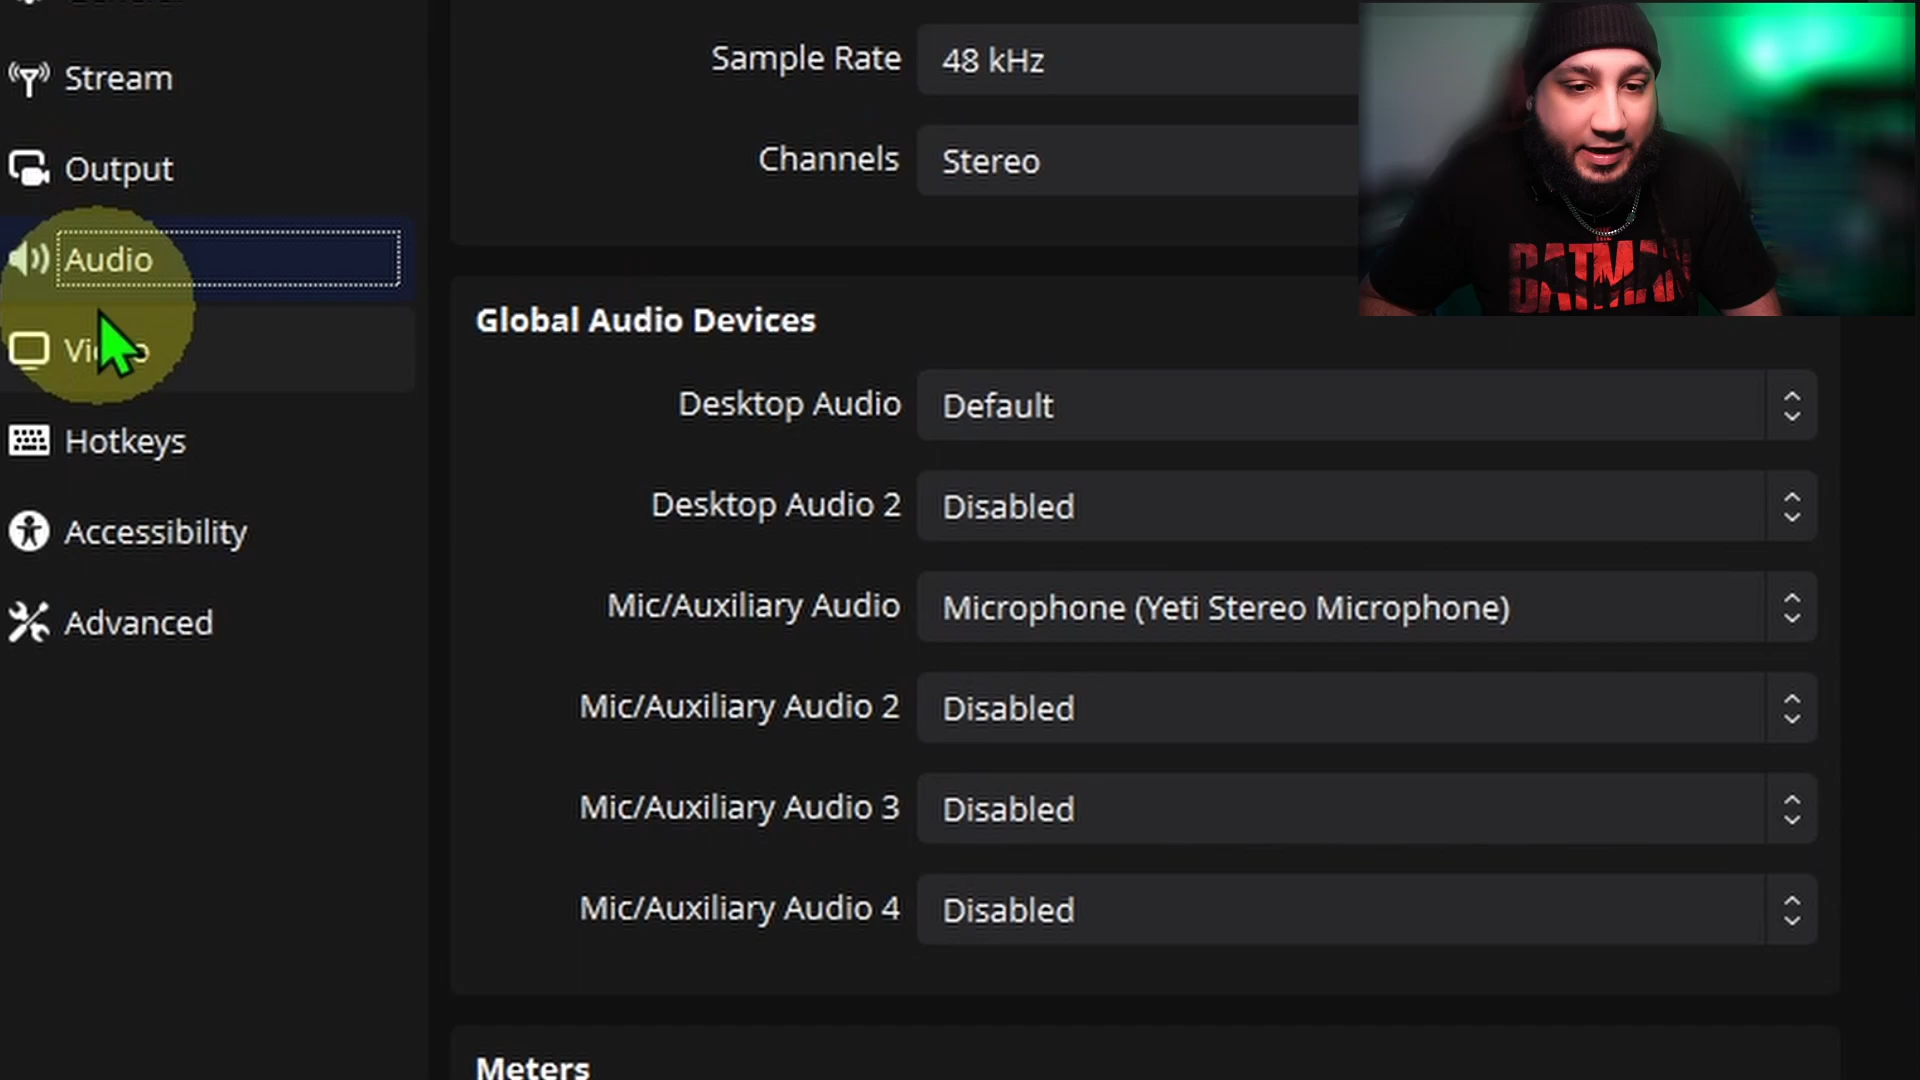 Stream
Output
Audio
Video
Hotkeys
Accessibility
Advanced
Sample Rate 48 kHz
Channels Stereo
Global Audio Devices
Desktop Audio Default
Desktop Audio 2 Disabled
Mic/Auxiliary Audio Microphone (Yeti Stereo Microphone)
Mic/Auxiliary Audio 2 Disabled
Mic/Auxiliary Audio 3 Disabled
Mic/Auxiliary Audio 4 Disabled
Meters
BATMAN